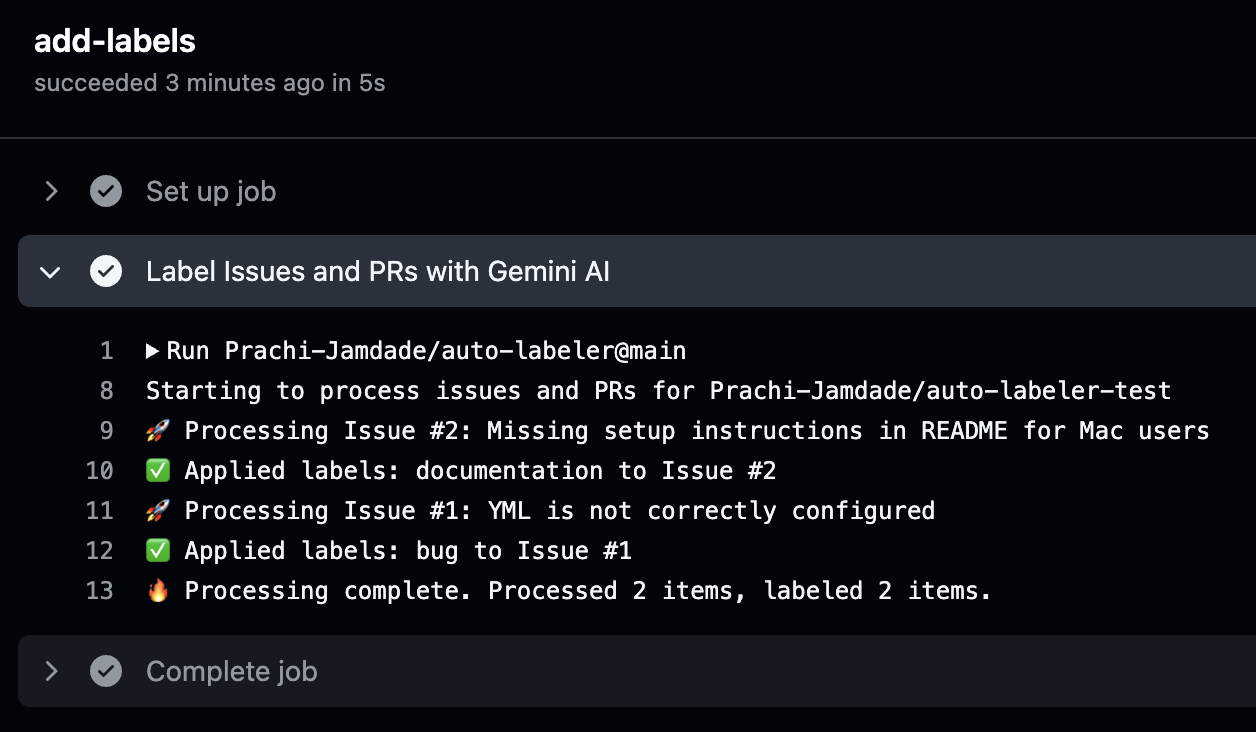 add-labels
succeeded 3 minutes ago in 5s
Set up job
Label Issues and PRs with Gemini AI
1 ▶ Run Prachi-Jamdade/auto-labeler@main
8 Starting to process issues and PRs for Prachi-Jamdade/auto-labeler-test
9 🚀 Processing Issue #2: Missing setup instructions in README for Mac users
10 ✅ Applied labels: documentation to Issue #2
11 🚀 Processing Issue #1: YML is not correctly configured
12 ✅ Applied labels: bug to Issue #1
13 🔥 Processing complete. Processed 2 items, labeled 2 items.
Complete job